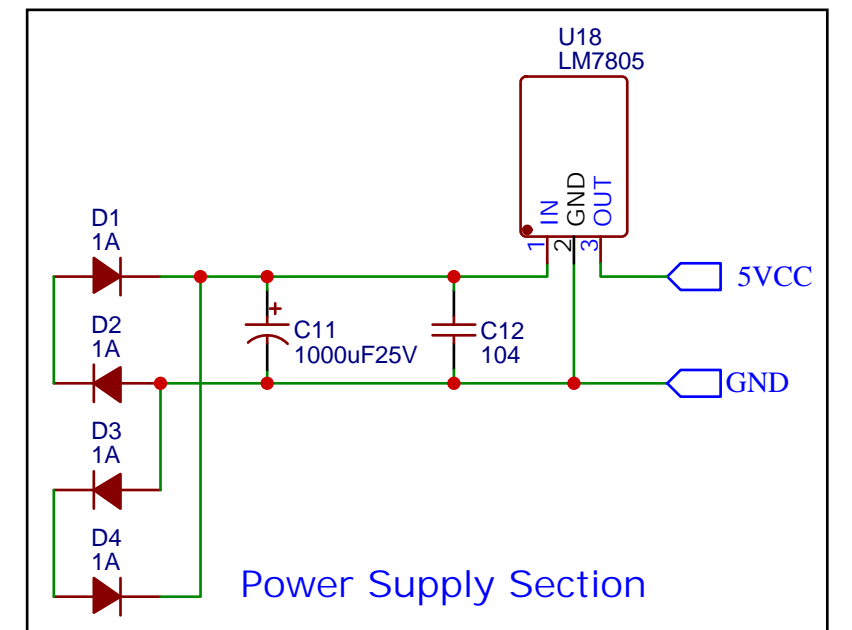 U18
LM7805
IN
GND
OUT
1
2
3
D1
1A
5VCC
D2
1A
C11
1000uF25V
C12
104
GND
D3
1A
D4
1A
Power Supply Section